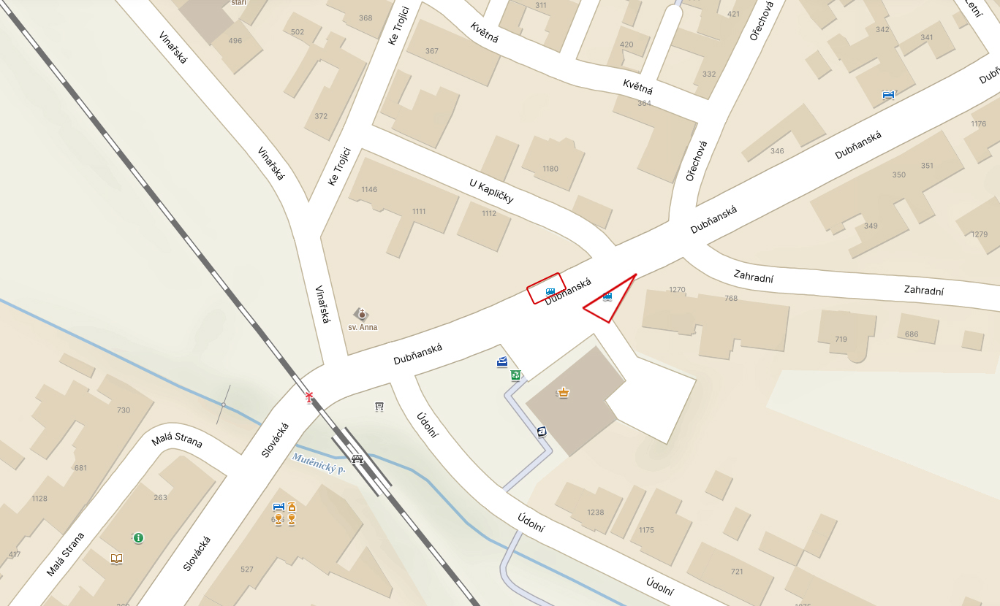 staří
368
502
496
Vinařská
Ke Trojici
367
372
311
Květná
420
421
332
Květná
364
Ořechová
342
341
Letní
Dubň
1176
346
Dubňanská
351
350
Vinařská
Ke Trojici
1180
Ořechová
U Kapličky
1146
1111
1112
Dubňanská
349
1279
Zahradní
Zahradní
Dubňanská
1270
768
Vinařská
sv. Anna
719
686
Dubňanská
730
Údolní
Slovácká
Malá Strana
Mutěnický p.
681
1128
263
527
417
Malá Strana
Slovácká
1238
1175
Údolní
721
Údolní